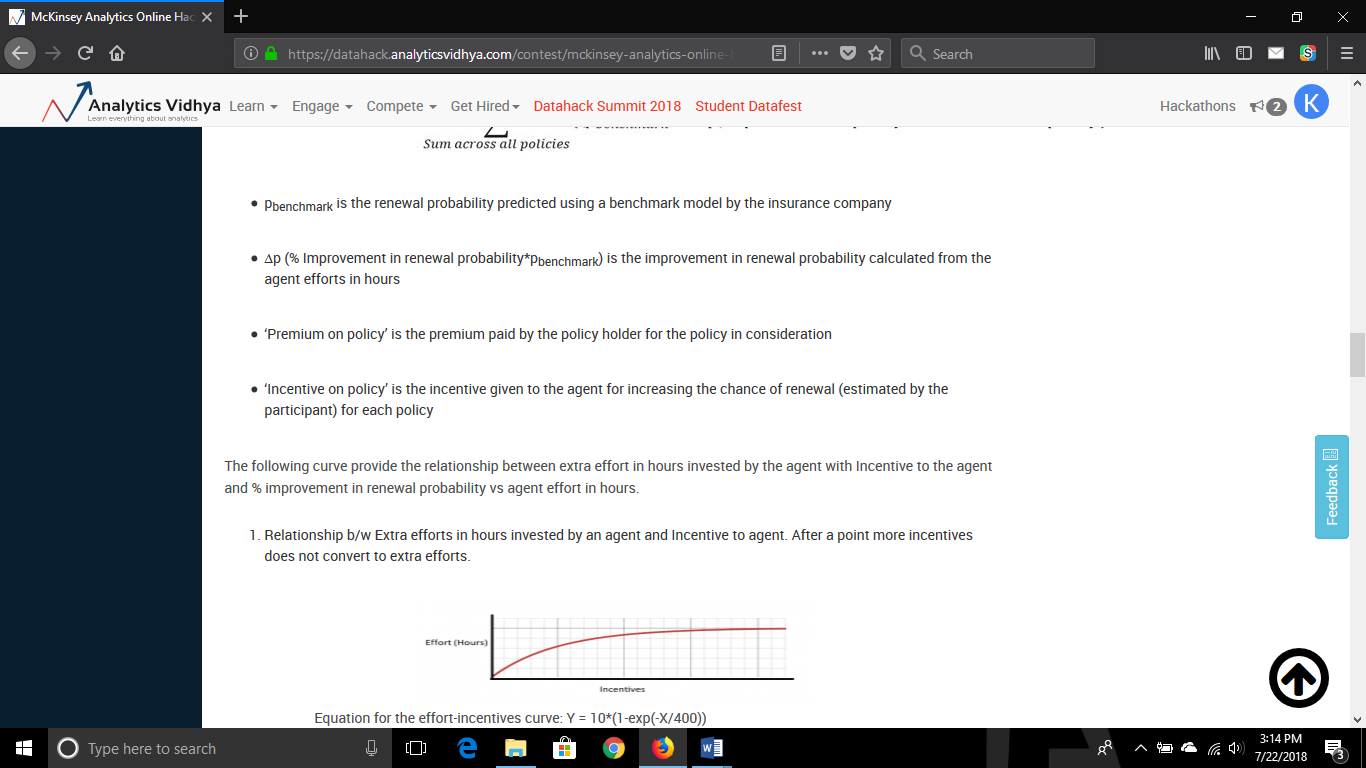 McKinsey Analytics Online Hac
https://datahack.analyticsvidhya.com/contest/mckinsey-analytics-online-
Search
Analytics Vidhya
Learn everything about analytics
Learn
Engage
Compete
Get Hired
Datahack Summit 2018
Student Datafest
Hackathons
2
K
Sum across all policies
• pbenchmark is the renewal probability predicted using a benchmark model by the insurance company
• Δp (% Improvement in renewal probability*pbenchmark) is the improvement in renewal probability calculated from the
agent efforts in hours
• ‘Premium on policy’ is the premium paid by the policy holder for the policy in consideration
• ‘Incentive on policy’ is the incentive given to the agent for increasing the chance of renewal (estimated by the
participant) for each policy
The following curve provide the relationship between extra effort in hours invested by the agent with Incentive to the agent
and % improvement in renewal probability vs agent effort in hours.
1. Relationship b/w Extra efforts in hours invested by an agent and Incentive to agent. After a point more incentives
does not convert to extra efforts.
Effort (Hours)
Incentives
Equation for the effort-incentives curve: Y = 10*(1-exp(-X/400))
Feedback
Type here to search
3:14 PM
7/22/2018
3